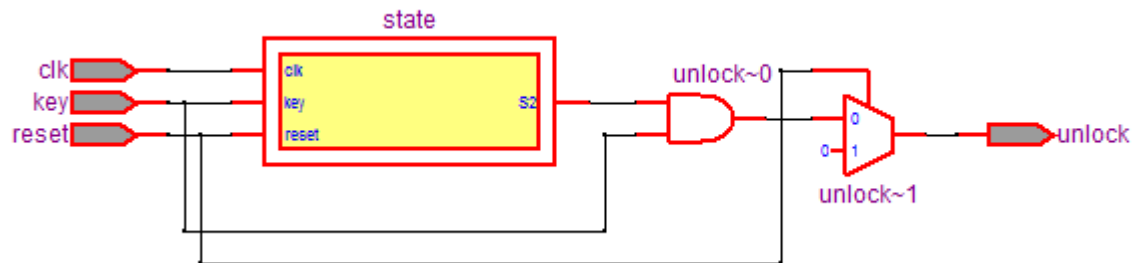 state
clk
key
reset
clk
key
reset
S2
unlock~0
0
0
1
unlock~1
unlock